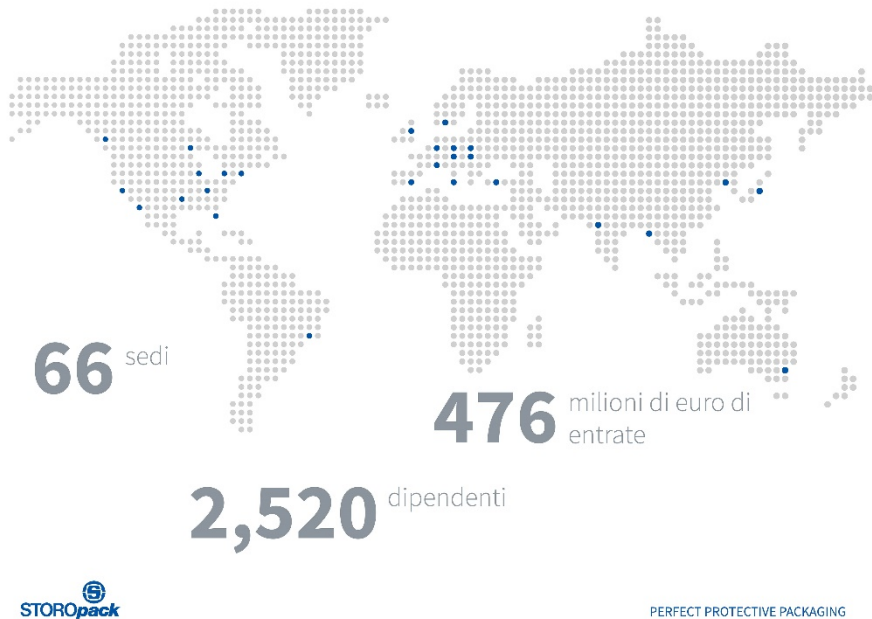 66 sedi
476 milioni di euro di
entrate
2,520 dipendenti
STOROpack
PERFECT PROTECTIVE PACKAGING